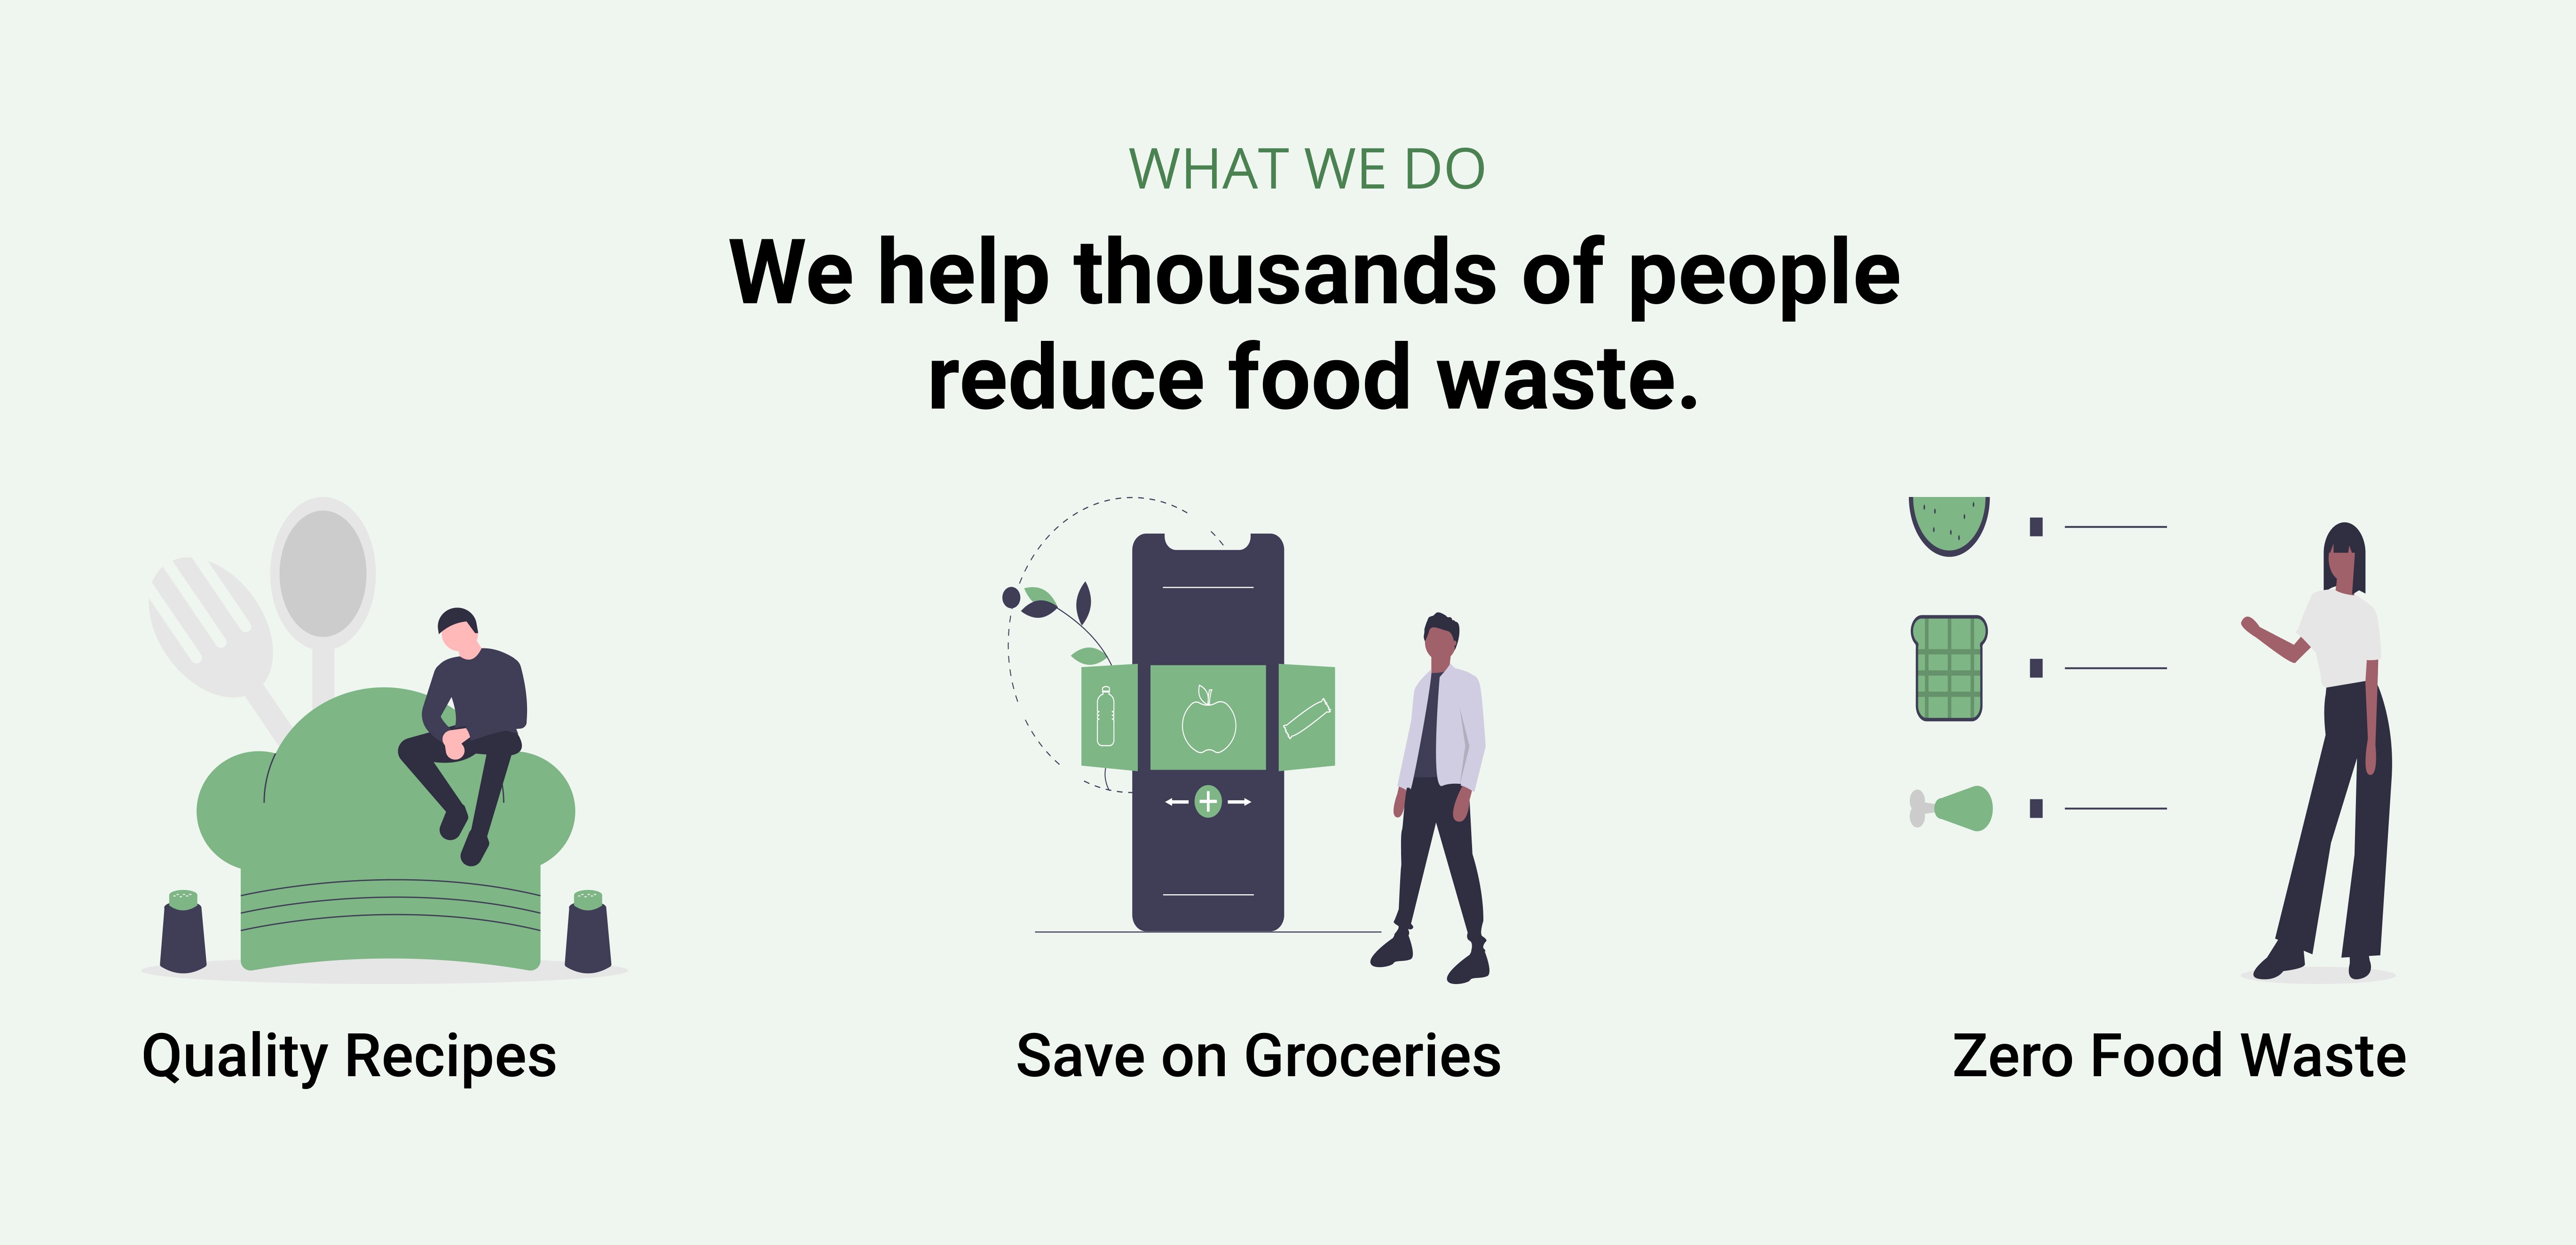 WHAT WE DO
We help thousands of people
reduce food waste.
Quality Recipes
Save on Groceries
Zero Food Waste